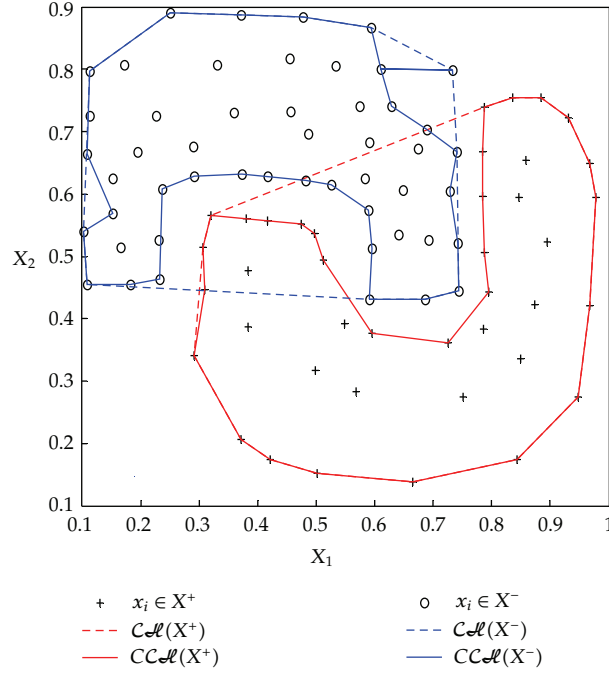 0.9
0.8
0.7
0.6
X₂ 0.5
0.4
0.3
0.2
0.1
0.1 0.2 0.3 0.4 0.5 0.6 0.7 0.8 0.9 1
X₁
+ xᵢ ∈ X⁺
𝒞ℋ(X⁺)
C𝒞ℋ(X⁺)
xᵢ ∈ X⁻
𝒞ℋ(X⁻)
C𝒞ℋ(X⁻)